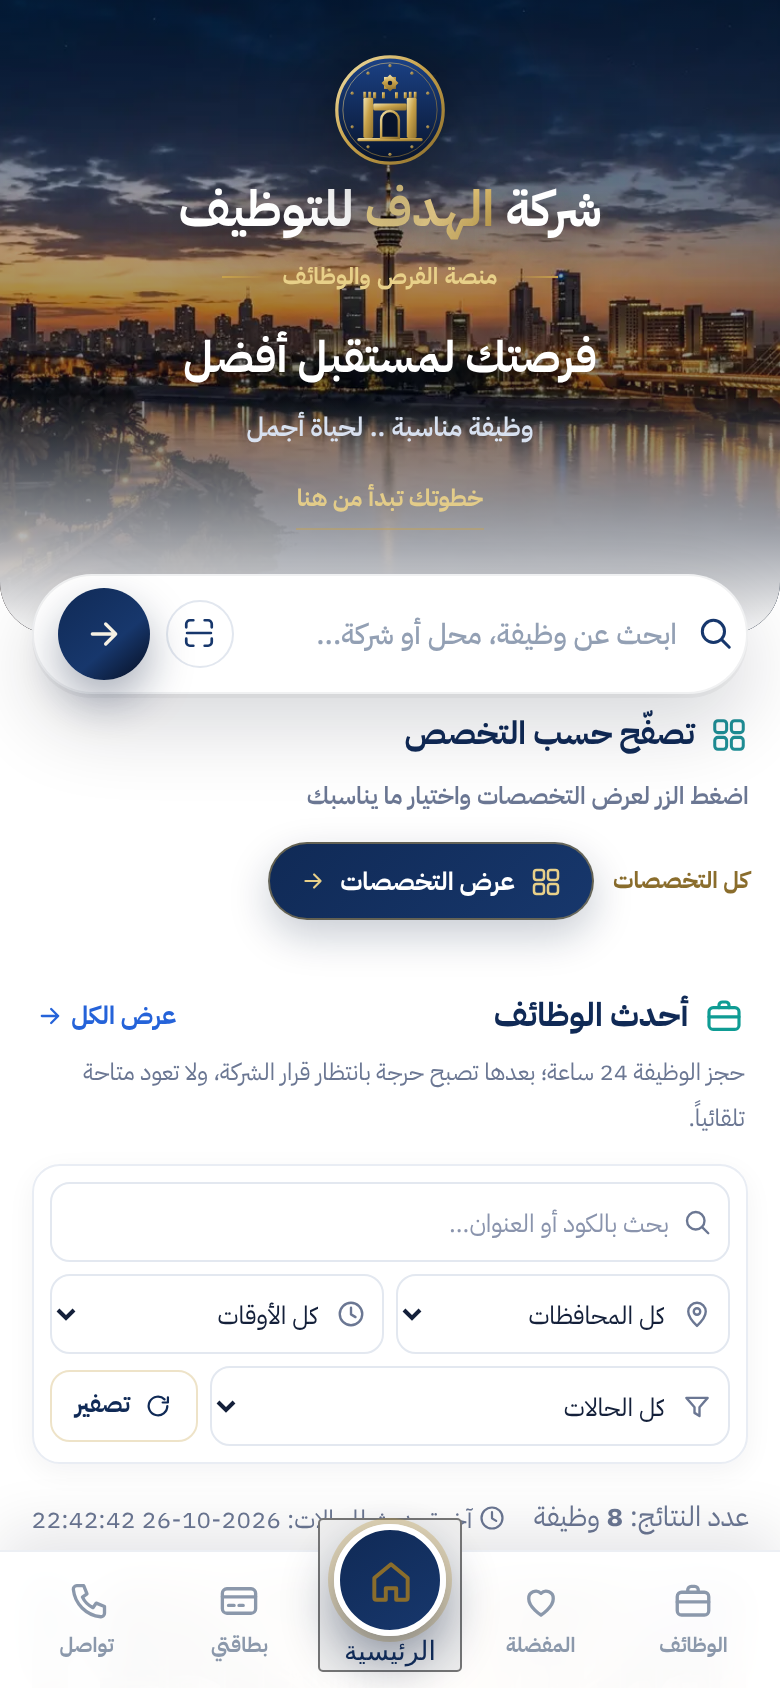 شركة الهدف للتوظيف
منصة الفرص والوظائف
فرصتك لمستقبل أفضل
وظيفة مناسبة .. لحياة أجمل
خطوتك تبدأ من هنا
ابحث عن وظيفة، محل أو شركة...
تصفّح حسب التخصص
اضغط الزر لعرض التخصصات واختيار ما يناسبك
كل التخصصات
عرض التخصصات
أحدث الوظائف
عرض الكل
حجز الوظيفة 24 ساعة؛ بعدها تصبح حرجة بانتظار قرار الشركة، ولا تعود متاحة
تلقائياً.
بحث بالكود أو العنوان...
كل المحافظات
كل الأوقات
كل الحالات
تصفير
عدد النتائج: 8 وظيفة
22:42:42 26-10-2026
الوظائف
المفضلة
الرئيسية
بطاقتي
تواصل